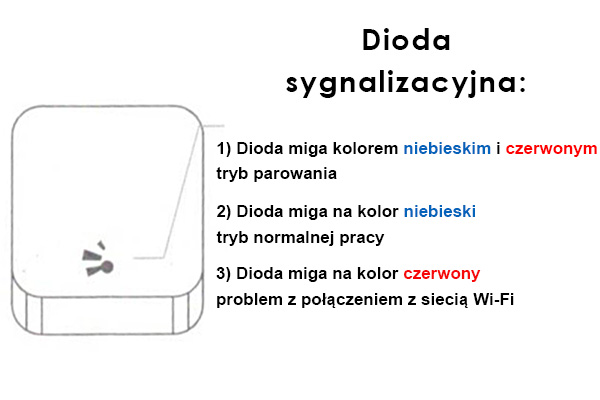 Dioda
sygnalizacyjna:
1) Dioda miga kolorem niebieskim i czerwonym
tryb parowania
2) Dioda miga na kolor niebieski
tryb normalnej pracy
3) Dioda miga na kolor czerwony
problem z połączeniem z siecią Wi-Fi